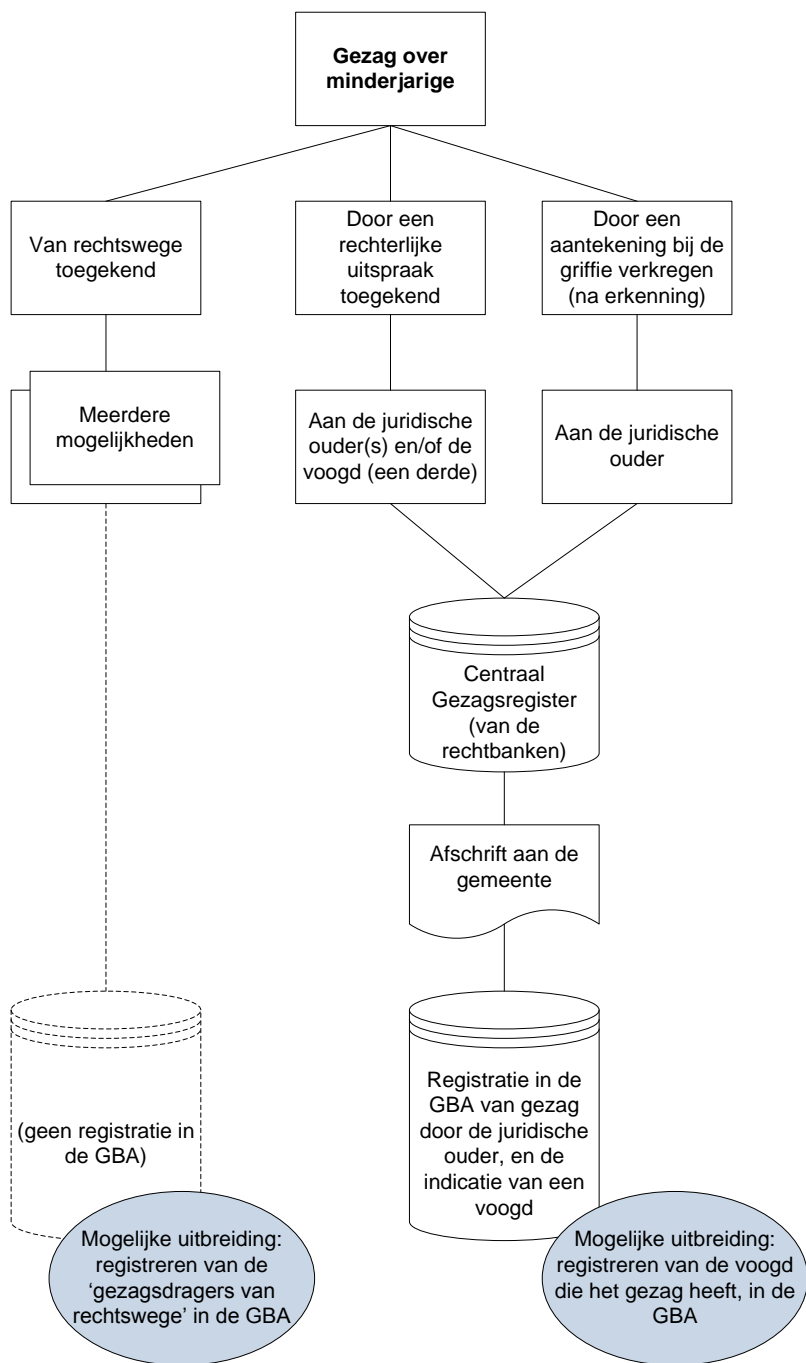 Gezag over
minderjarige
Van rechtswege
toegekend
Door een
rechterlijke
uitspraak
toegekend
Door een
aantekening bij de
griffie verkregen
(na erkenning)
Meerdere
mogelijkheden
Aan de juridische
ouder(s) en/of de
voogd (een derde)
Aan de juridische
ouder
Centraal
Gezagsregister
(van de
rechtbanken)
Afschrift aan de
gemeente
(geen registratie in
de GBA)
Registratie in de
GBA van gezag
door de juridische
ouder, en de
indicatie van een
voogd
Mogelijke uitbreiding:
registreren van de
‘gezagsdragers van
rechtswege’ in de GBA
Mogelijke uitbreiding:
registreren van de voogd
die het gezag heeft, in de
GBA